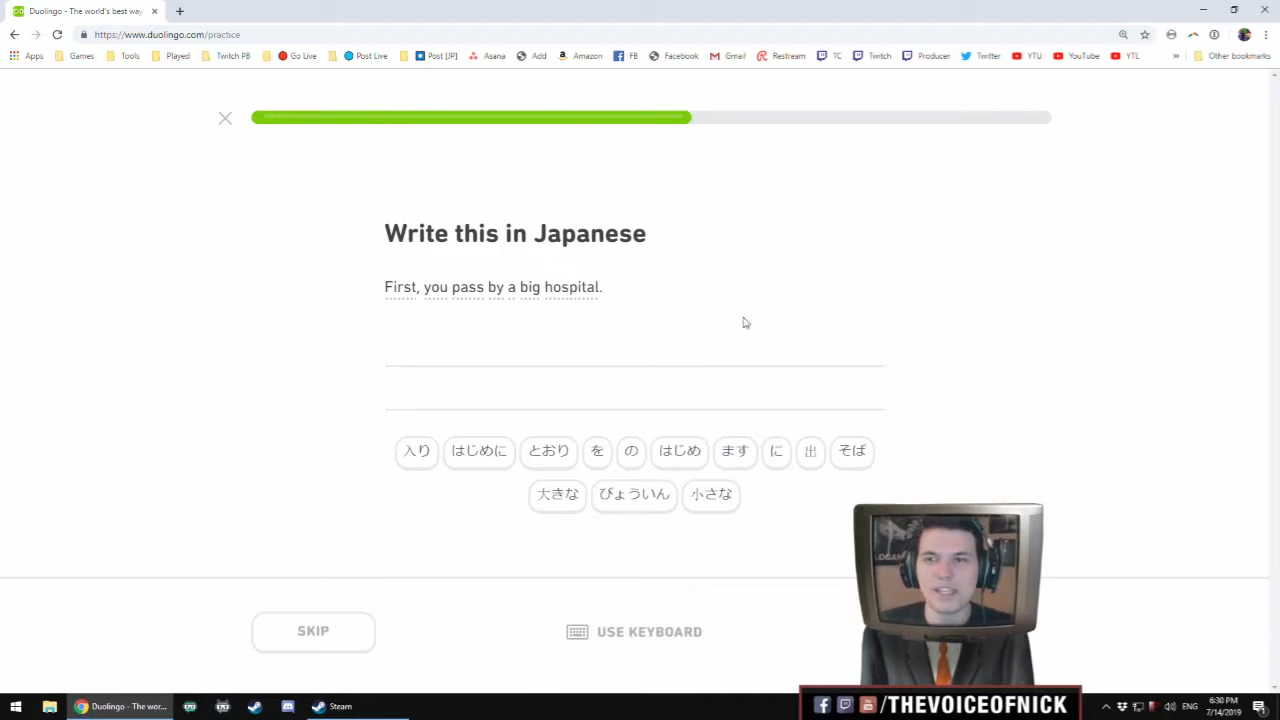 Duolingo - The world's best way
https://www.duolingo.com/practice
Apps Games Tools Played Twitch PB Go Live Post Live Post [JP] Asana Add Amazon FB Facebook Gmail Restream TC Twitch Producer Twitter YTU YouTube YTL » Other bookmarks
Write this in Japanese
First, you pass by a big hospital.
入り はじめに とおり を の はじめ ます に 出 そば
大きな びょういん 小さな
SKIP
USE KEYBOARD
/THEVOICEOFNICK
Duolingo - The wor...
Steam
ENG
6:30 PM
7/14/2019